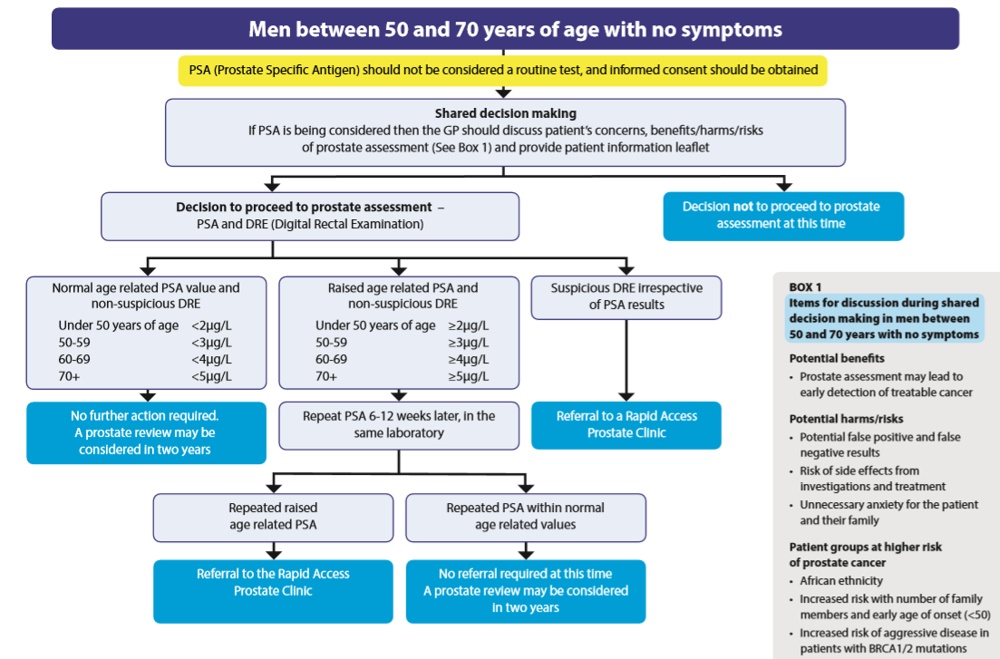 Men between 50 and 70 years of age with no symptoms
PSA (Prostate Specific Antigen) should not be considered a routine test, and informed consent should be obtained
Shared decision making
If PSA is being considered then the GP should discuss patient's concerns, benefits/harms/risks
of prostate assessment (See Box 1) and provide patient information leaflet
Decision to proceed to prostate assessment –
PSA and DRE (Digital Rectal Examination)
Decision not to proceed to prostate
assessment at this time
Normal age related PSA value and
non-suspicious DRE
Under 50 years of age <2µg/L
50-59 <3µg/L
60-69 <4µg/L
70+ <5µg/L
Raised age related PSA and
non-suspicious DRE
Under 50 years of age ≥2µg/L
50-59 ≥3µg/L
60-69 ≥4µg/L
70+ ≥5µg/L
Suspicious DRE irrespective
of PSA results
No further action required.
A prostate review may be
considered in two years
Repeat PSA 6-12 weeks later, in the
same laboratory
Referral to a Rapid Access
Prostate Clinic
Repeated raised
age related PSA
Repeated PSA within normal
age related values
Referral to the Rapid Access
Prostate Clinic
No referral required at this time
A prostate review may be considered
in two years
BOX 1
Items for discussion during shared
decision making in men between
50 and 70 years with no symptoms
Potential benefits
• Prostate assessment may lead to
early detection of treatable cancer
Potential harms/risks
• Potential false positive and false
negative results
• Risk of side effects from
investigations and treatment
• Unnecessary anxiety for the patient
and their family
Patient groups at higher risk
of prostate cancer
• African ethnicity
• Increased risk with number of family
members and early age of onset (<50)
• Increased risk of aggressive disease in
patients with BRCA1/2 mutations